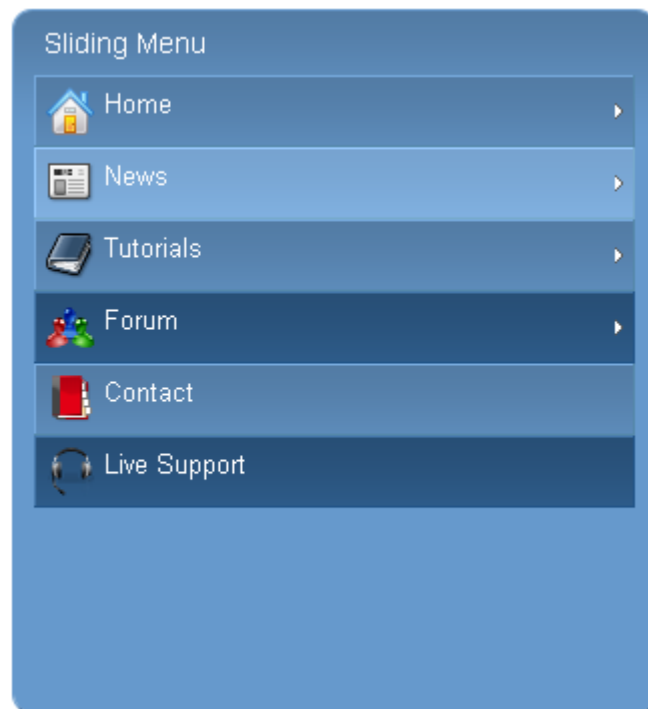 Sliding Menu
Home
News
Tutorials
Forum
Contact
Live Support